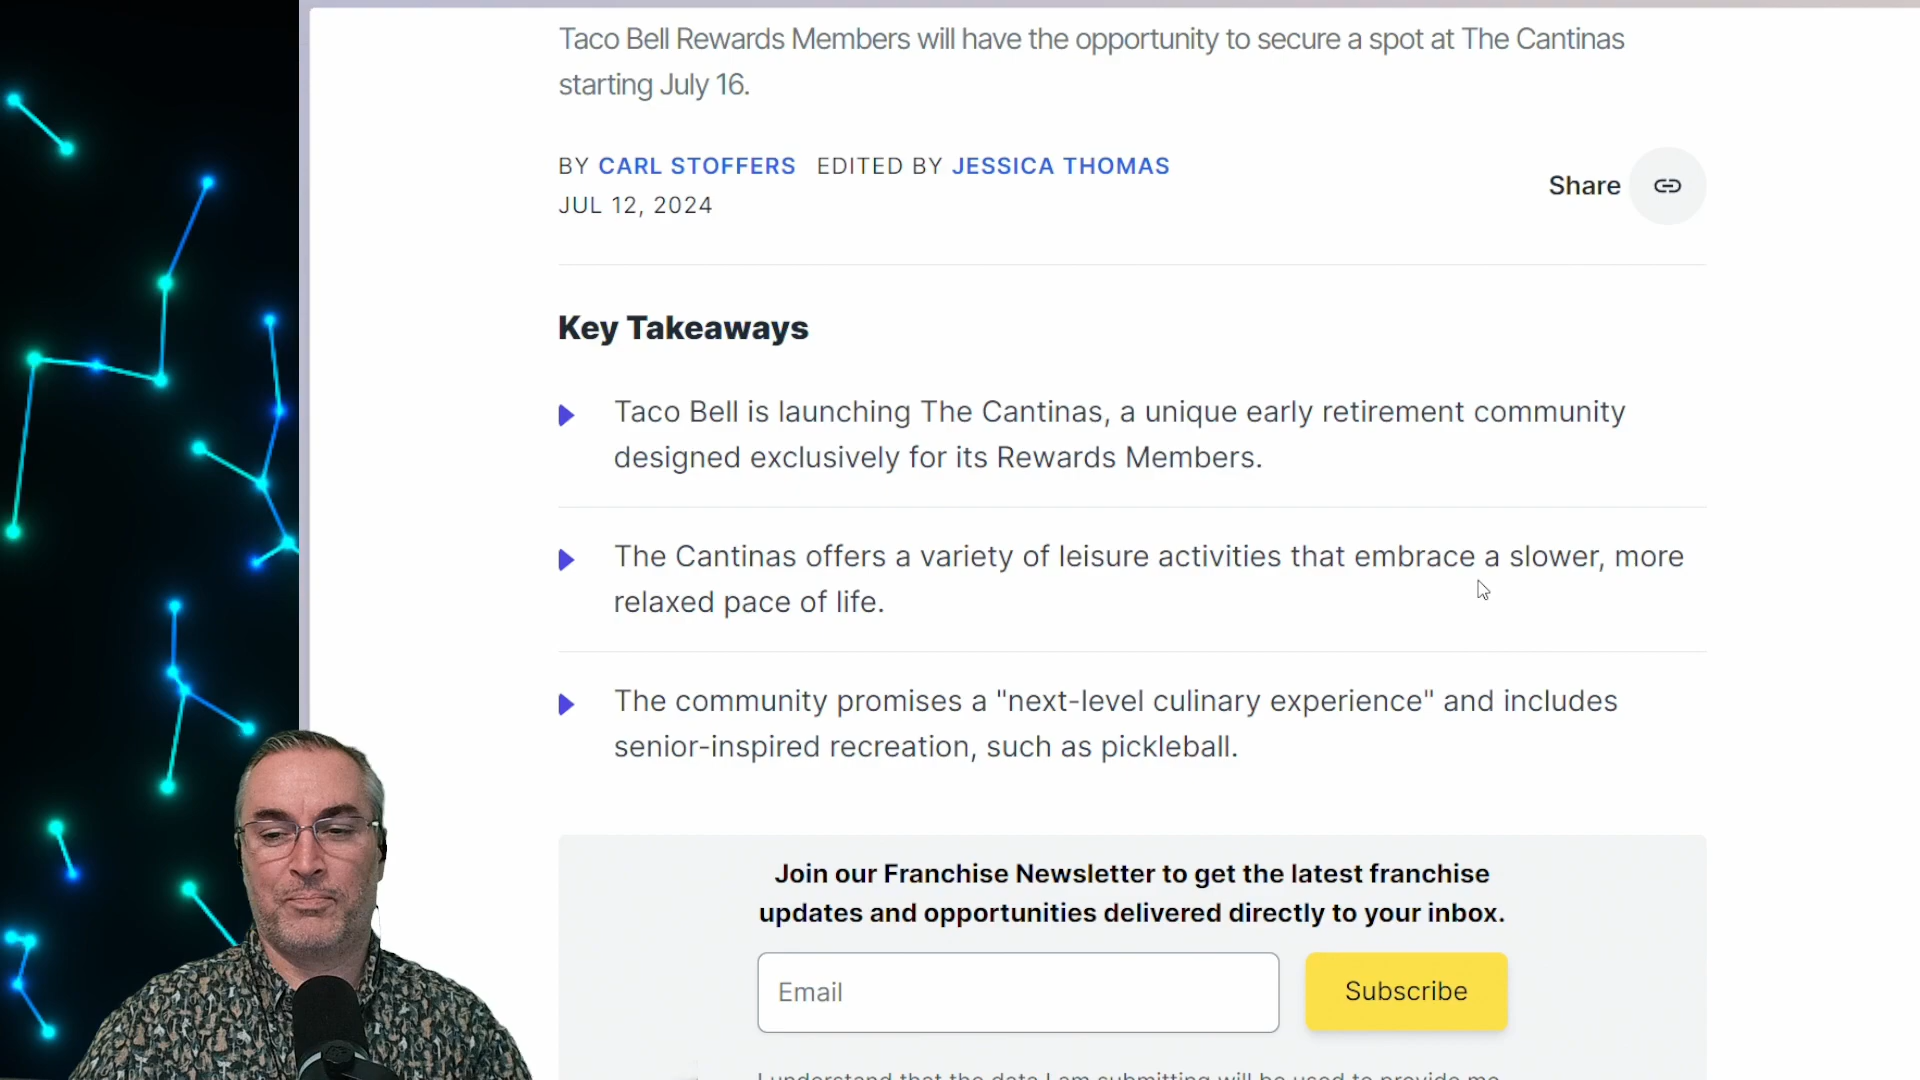 Taco Bell Rewards Members will have the opportunity to secure a spot at The Cantinas
starting July 16.
BY CARL STOFFERS EDITED BY JESSICA THOMAS
JUL 12, 2024
Share
Key Takeaways
Taco Bell is launching The Cantinas, a unique early retirement community
designed exclusively for its Rewards Members.
The Cantinas offers a variety of leisure activities that embrace a slower, more
relaxed pace of life.
The community promises a "next-level culinary experience" and includes
senior-inspired recreation, such as pickleball.
Join our Franchise Newsletter to get the latest franchise
updates and opportunities delivered directly to your inbox.
Email
Subscribe
I understand that the data I am submitting will be used to provide me